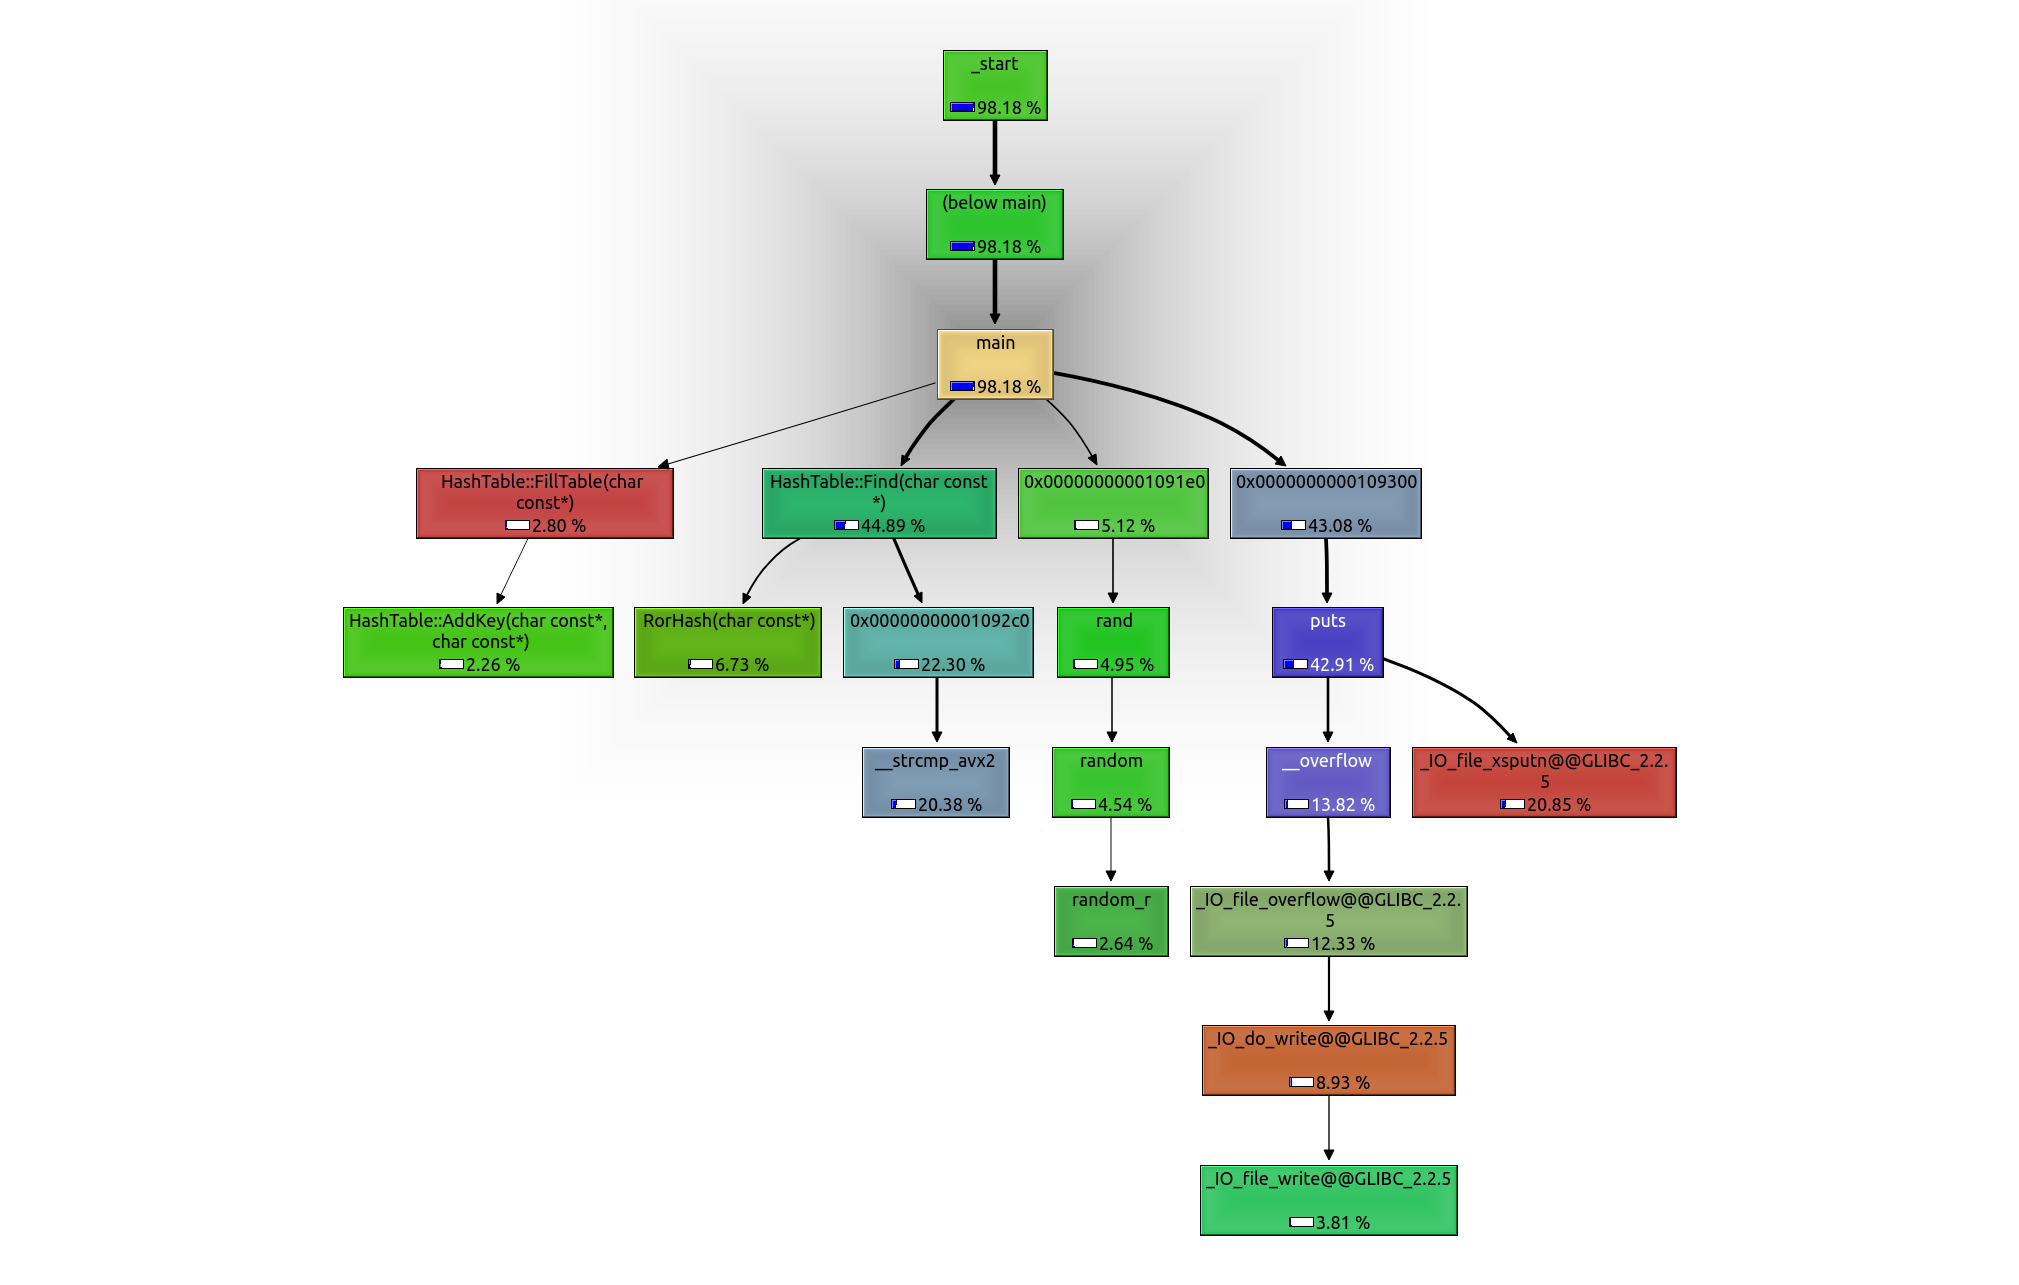 _start
98.18 %
(below main)
98.18 %
main
98.18 %
HashTable::FillTable(char
const*)
2.80 %
HashTable::Find(char const
*)
44.89 %
0x00000000001091e0
5.12 %
0x0000000000109300
43.08 %
HashTable::AddKey(char const*,
char const*)
2.26 %
RorHash(char const*)
6.73 %
0x00000000001092c0
22.30 %
rand
4.95 %
puts
42.91 %
__strcmp_avx2
20.38 %
random
4.54 %
__overflow
13.82 %
_IO_file_xsputn@@GLIBC_2.2.
5
20.85 %
random_r
2.64 %
_IO_file_overflow@@GLIBC_2.2.
5
12.33 %
_IO_do_write@@GLIBC_2.2.5
8.93 %
_IO_file_write@@GLIBC_2.2.5
3.81 %